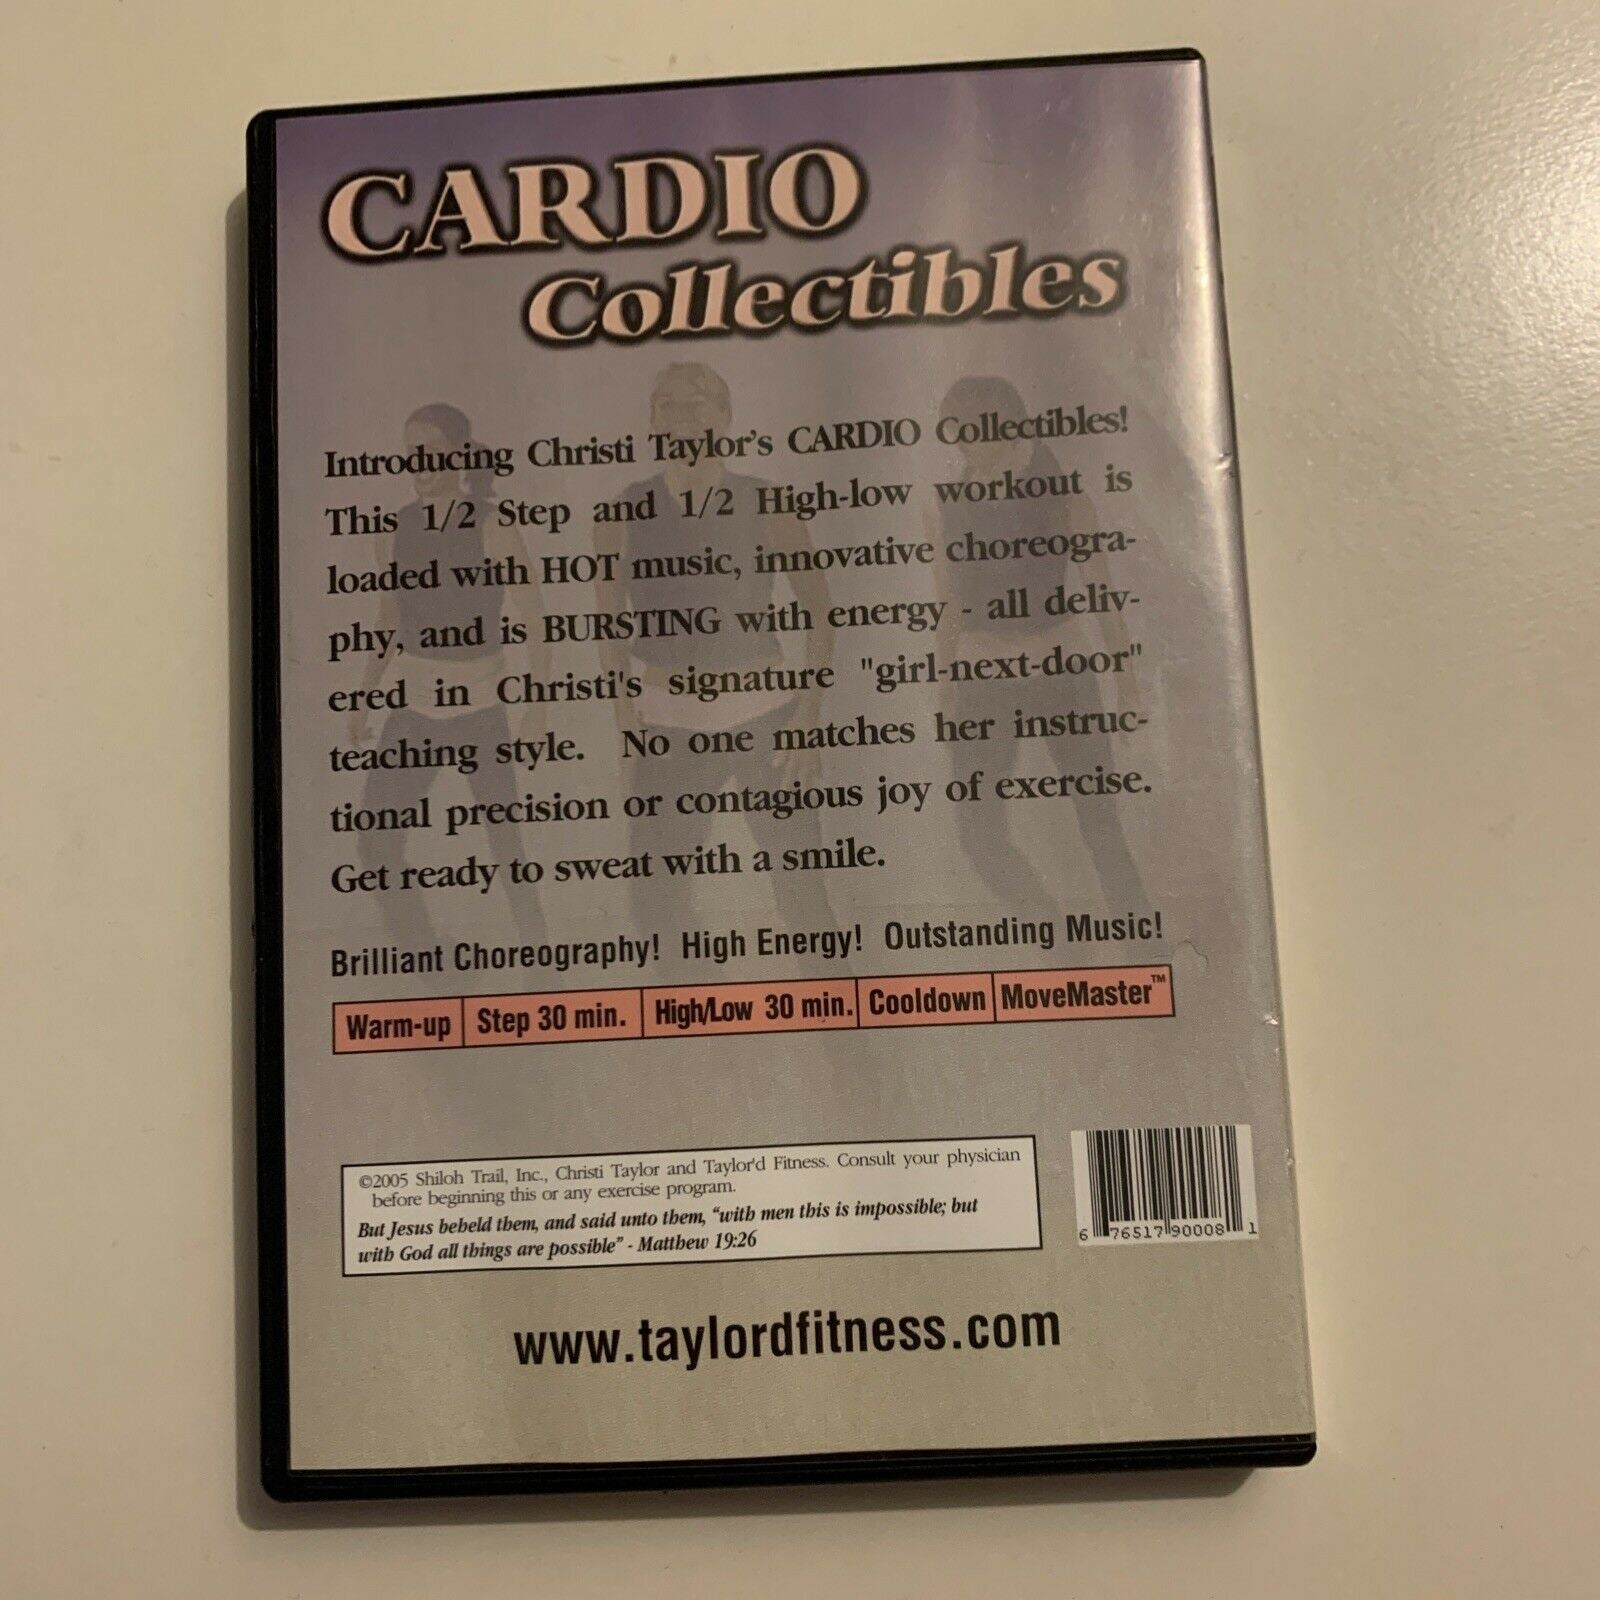 CARDIO
Collectibles
Introducing Christi Taylor's CARDIO Collectibles!
This 1/2 Step and 1/2 High-low workout is
loaded with HOT music, innovative choreogra-
phy, and is BURSTING with energy - all deliv-
ered in Christi's signature "girl-next-door"
teaching style. No one matches her instruc-
tional precision or contagious joy of exercise.
Get ready to sweat with a smile.
Brilliant Choreography! High Energy! Outstanding Music!
Warm-up Step 30 min. High/Low 30 min. Cooldown MoveMaster™
©2005 Shiloh Trail, Inc., Christi Taylor and Taylor'd Fitness. Consult your physician
before beginning this or any exercise program.
But Jesus beheld them, and said unto them, "with men this is impossible; but
with God all things are possible" - Matthew 19:26
6 76517 90008 1
www.taylordfitness.com